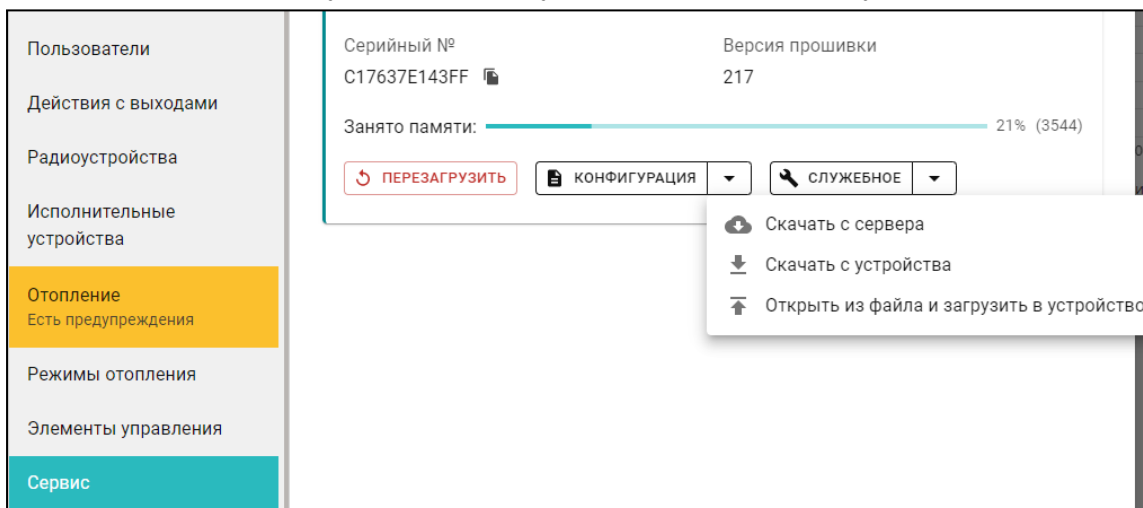 Пользователи
Действия с выходами
Радиоустройства
Исполнительные
устройства
Отопление
Есть предупреждения
Режимы отопления
Элементы управления
Сервис
Серийный № Версия прошивки
C17637E143FF 217
Занято памяти: 21% (3544)
ПЕРЕЗАГРУЗИТЬ КОНФИГУРАЦИЯ СЛУЖЕБНОЕ
Скачать с сервера
Скачать с устройства
Открыть из файла и загрузить в устройство